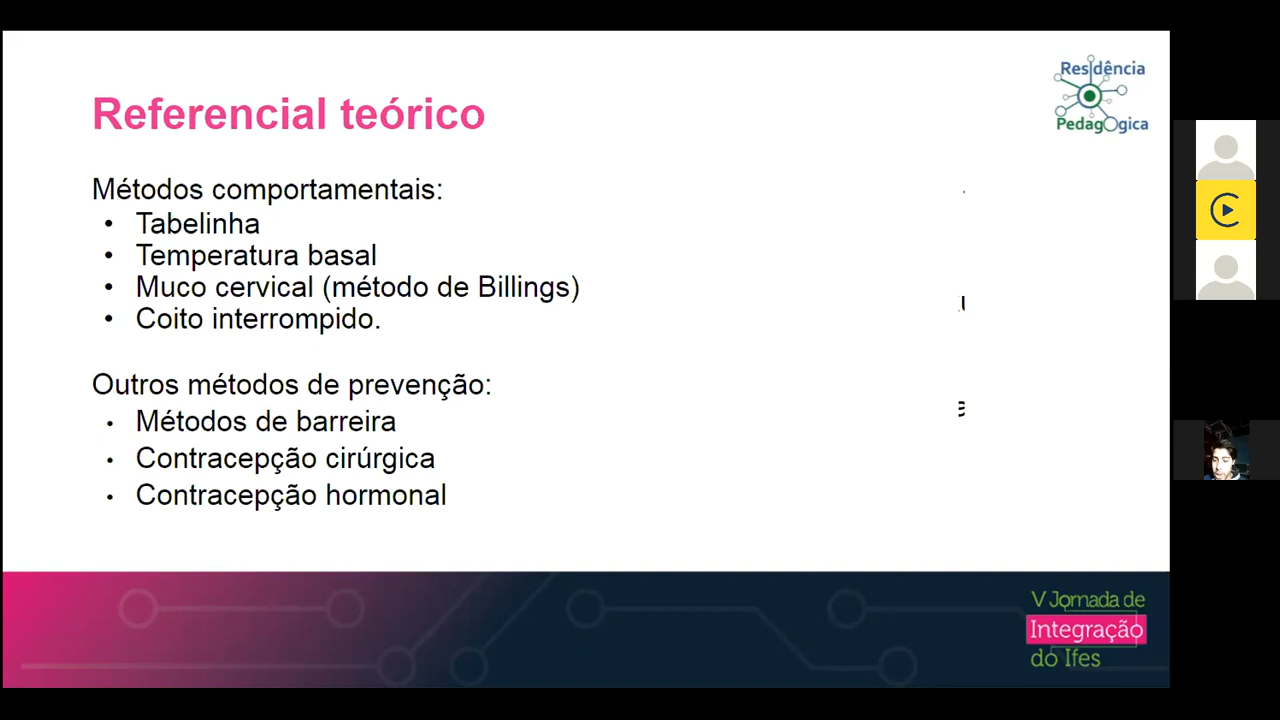 Residência
Pedagógica
Referencial teórico
Métodos comportamentais:
• Tabelinha
• Temperatura basal
• Muco cervical (método de Billings)
• Coito interrompido.
Outros métodos de prevenção:
• Métodos de barreira
• Contracepção cirúrgica
• Contracepção hormonal
V Jornada de
Integração
do Ifes